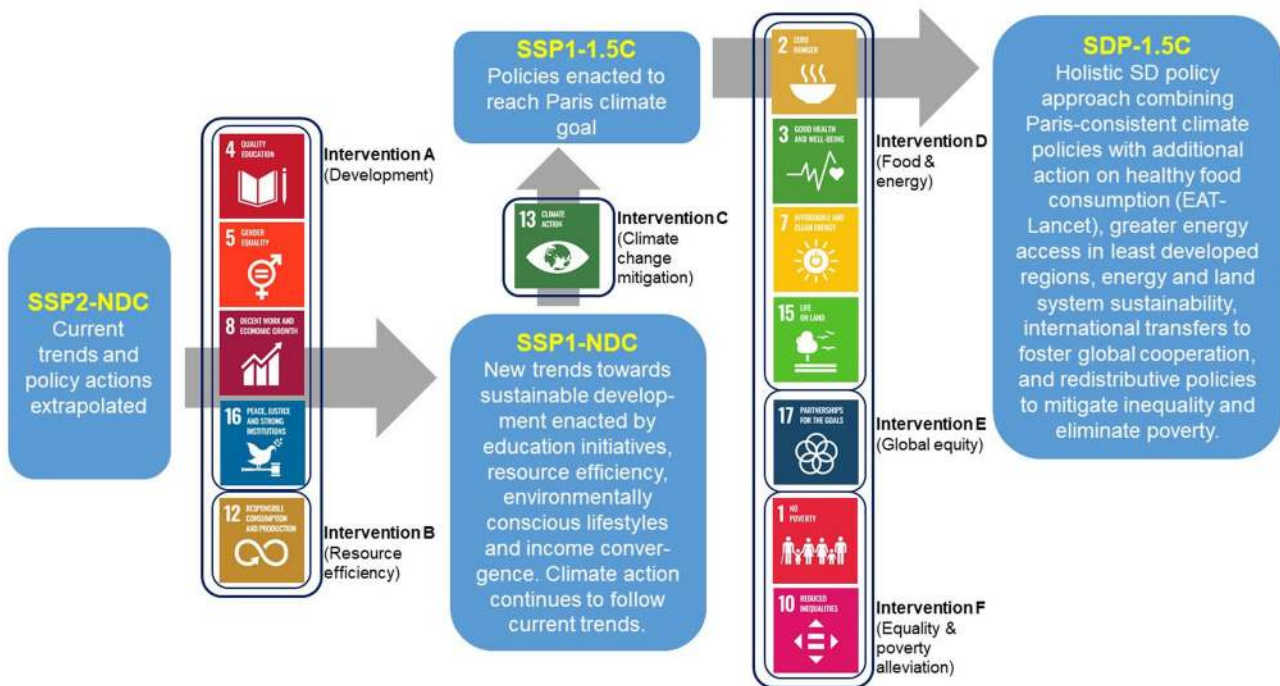 SSP2-NDC
Current
trends and
policy actions
extrapolated
4 QUALITY
EDUCATION
5 GENDER
EQUALITY
8 DECENT WORK AND
ECONOMIC GROWTH
16 PEACE, JUSTICE
AND STRONG
INSTITUTIONS
12 RESPONSIBLE
CONSUMPTION
AND PRODUCTION
Intervention A
(Development)
Intervention B
(Resource
efficiency)
SSP1-1.5C
Policies enacted to
reach Paris climate
goal
13 CLIMATE
ACTION
Intervention C
(Climate
change
mitigation)
SSP1-NDC
New trends towards
sustainable develop-
ment enacted by
education initiatives,
resource efficiency,
environmentally
conscious lifestyles
and income conver-
gence. Climate action
continues to follow
current trends.
2 ZERO
HUNGER
3 GOOD HEALTH
AND WELL-BEING
7 AFFORDABLE AND
CLEAN ENERGY
15 LIFE
ON LAND
17 PARTNERSHIPS
FOR THE GOALS
1 NO
POVERTY
10 REDUCED
INEQUALITIES
Intervention D
(Food &
energy)
Intervention E
(Global equity)
Intervention F
(Equality &
poverty
alleviation)
SDP-1.5C
Holistic SD policy
approach combining
Paris-consistent climate
policies with additional
action on healthy food
consumption (EAT-
Lancet), greater energy
access in least developed
regions, energy and land
system sustainability,
international transfers to
foster global cooperation,
and redistributive policies
to mitigate inequality and
eliminate poverty.